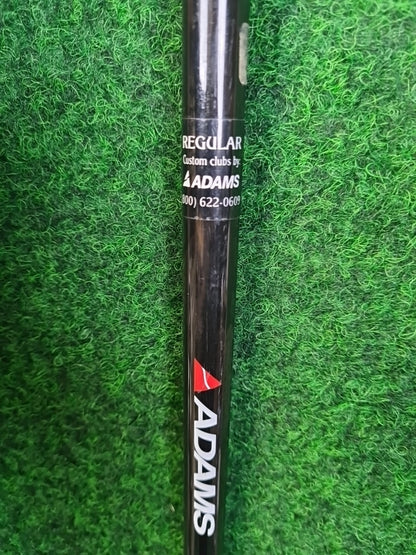 REGULAR
Custom clubs by:
ADAMS
800) 622-0609
ADAMS